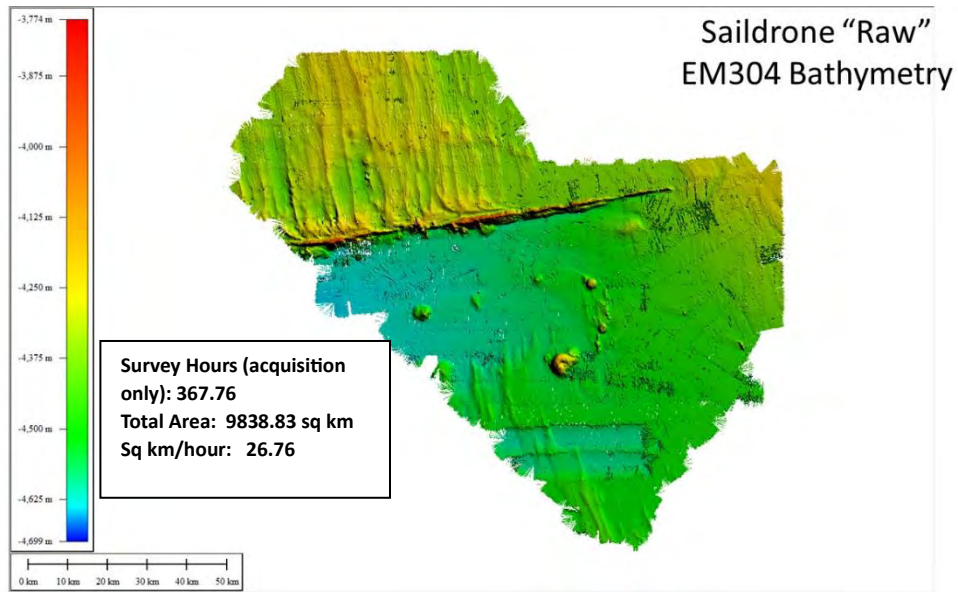 Saildrone “Raw”
EM304 Bathymetry
-3,774 m
-3,875 m
-4,000 m
-4,125 m
-4,250 m
-4,375 m
-4,500 m
-4,625 m
-4,699 m
Survey Hours (acquisition
only): 367.76
Total Area: 9838.83 sq km
Sq km/hour: 26.76
0 km 10 km 20 km 30 km 40 km 50 km